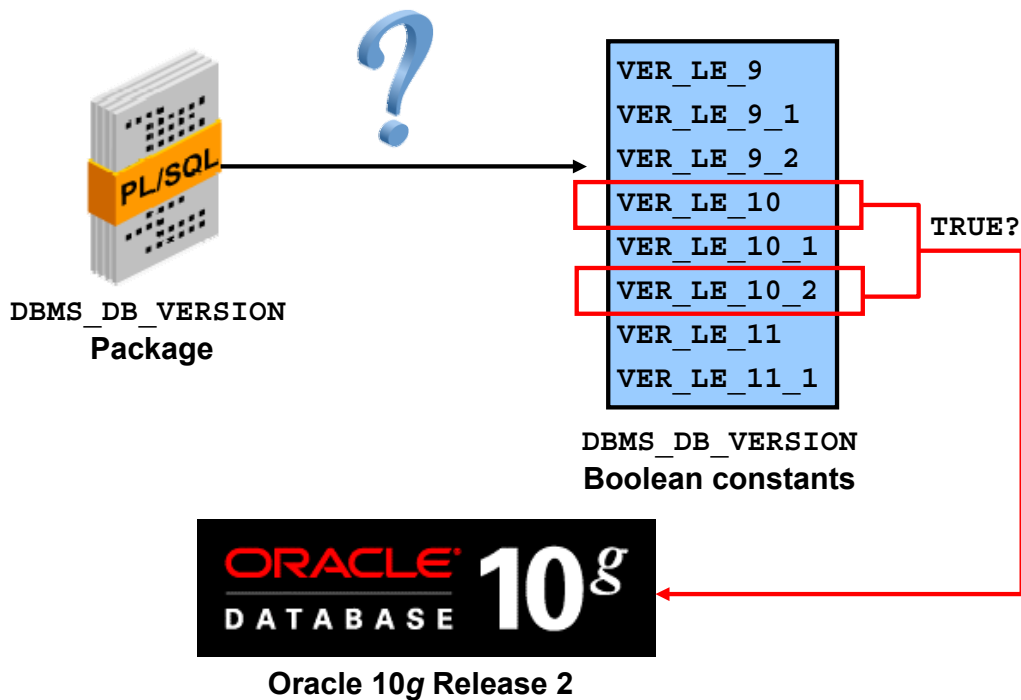 PL/SQL
DBMS_DB_VERSION
Package
?
VER_LE_9
VER_LE_9_1
VER_LE_9_2
VER_LE_10
VER_LE_10_1
VER_LE_10_2
VER_LE_11
VER_LE_11_1
TRUE?
DBMS_DB_VERSION
Boolean constants
ORACLE®
DATABASE
10g
Oracle 10g Release 2